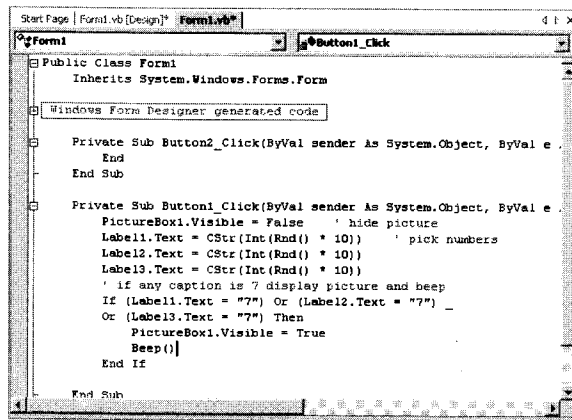 Start Page Form1.vb [Design]* Form1.vb*
Form1 Button1_Click
Public Class Form1
Inherits System.Windows.Forms.Form
Windows Form Designer generated code
Private Sub Button2_Click(ByVal sender As System.Object, ByVal e
End
End Sub
Private Sub Button1_Click(ByVal sender As System.Object, ByVal e
PictureBox1.Visible = False ' hide picture
Label1.Text = CStr(Int(Rnd() * 10)) ' pick numbers
Label2.Text = CStr(Int(Rnd() * 10))
Label3.Text = CStr(Int(Rnd() * 10))
' if any caption is 7 display picture and beep
If (Label1.Text = "7") Or (Label2.Text = "7") _
Or (Label3.Text = "7") Then
PictureBox1.Visible = True
Beep()
End If
End Sub